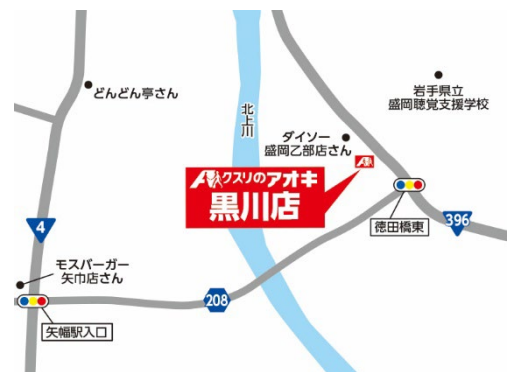 どんどん亭さん
北上川
岩手県立
盛岡聴覚支援学校
ダイソー
盛岡乙部店さん
クスリのアオキ
黒川店
徳田橋東
396
4
モスバーガー
矢巾店さん
208
矢幅駅入口